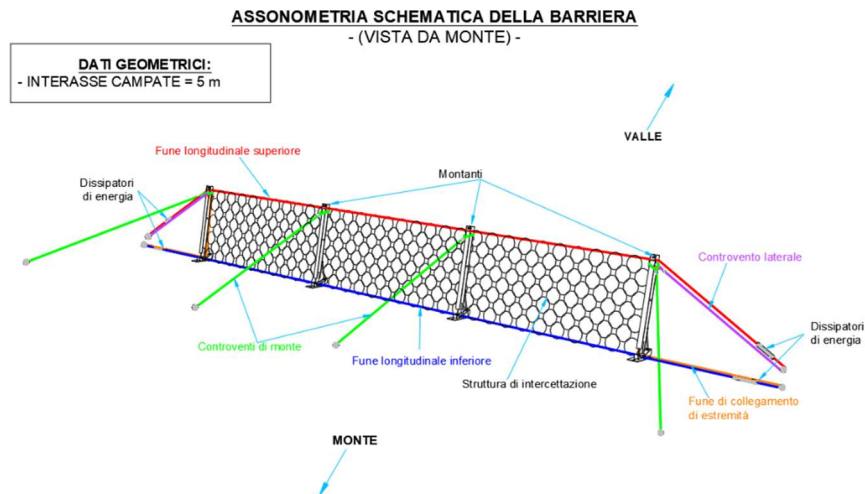 ASSONOMETRIA SCHEMATICA DELLA BARRIERA
- (VISTA DA MONTE) -
DATI GEOMETRICI:
- INTERASSE CAMPATE = 5 m
VALLE
Fune longitudinale superiore
Montanti
Dissipatori
di energia
Controvento laterale
Dissipatori
di energia
Controventi di monte
Fune longitudinale inferiore
Struttura di intercettazione
Fune di collegamento
di estremità
MONTE